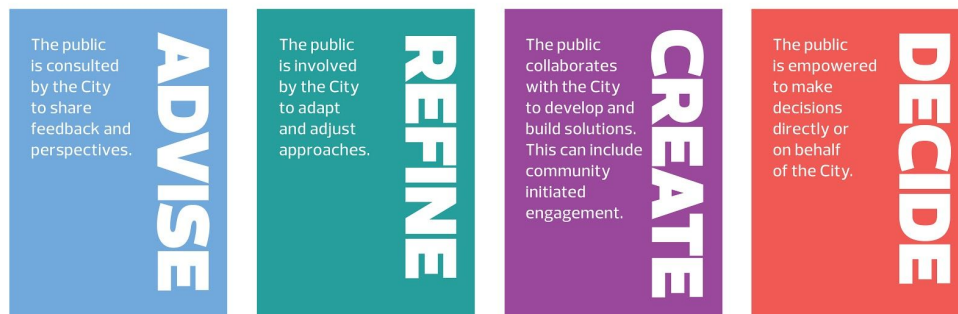 The public
is consulted
by the City
to share
feedback and
perspectives.
ADVISE
The public
is involved
by the City
to adapt
and adjust
approaches.
REFINE
The public
collaborates
with the City
to develop and
build solutions.
This can include
community
initiated
engagement.
CREATE
The public
is empowered
to make
decisions
directly or
on behalf
of the City.
DECIDE